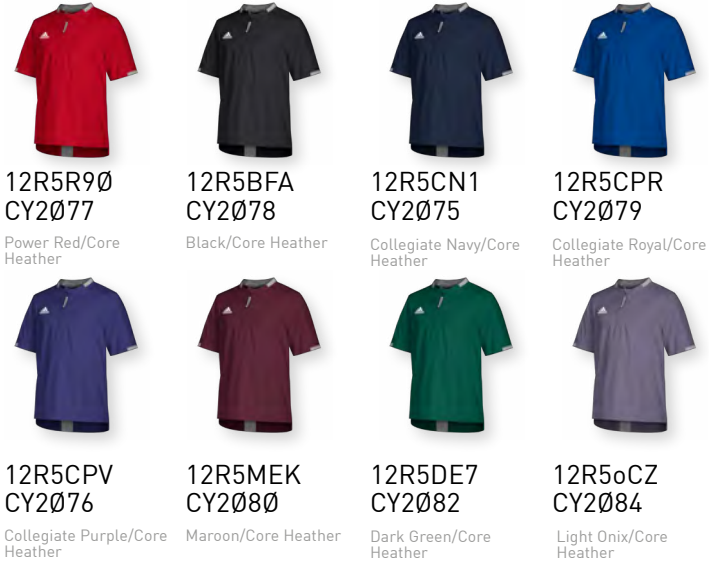 12R5R9Ø
CY2Ø77
Power Red/Core
Heather
12R5BFA
CY2Ø78
Black/Core Heather
12R5CN1
CY2Ø75
Collegiate Navy/Core
Heather
12R5CPR
CY2Ø79
Collegiate Royal/Core
Heather
12R5CPV
CY2Ø76
Collegiate Purple/Core
Heather
12R5MEK
CY2Ø8Ø
Maroon/Core Heather
12R5DE7
CY2Ø82
Dark Green/Core
Heather
12R5oCZ
CY2Ø84
Light Onix/Core
Heather